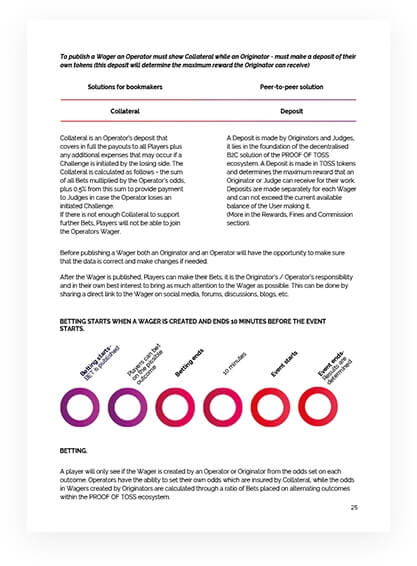 To publish a Wager an Operator must show Collateral while an Originator - must make a deposit of their
own tokens (this deposit will determine the maximum reward the Originator can receive)
Solutions for bookmakers
Peer-to-peer solution
Collateral
Deposit
Collateral is an Operator's deposit that
covers in full the payouts to all Players plus
any additional expenses that may occur if a
Challenge is initiated by the losing side. The
Collateral is calculated as follows - the sum
of all Bets multiplied by the Operator's odds,
plus 0.5% from this sum to provide payment
to Judges in case the Operator loses an
initiated Challenge.
If there is not enough Collateral to support
further Bets, Players will not be able to join
the Operators Wager.
A Deposit is made by Originators and Judges,
it lies in the foundation of the decentralised
B2C solution of the PROOF OF TOSS
ecosystem. A Deposit is made in TOSS tokens
and determines the maximum reward that an
Originator or Judge can receive for their work.
Deposits are made separately for each Wager
and can not exceed the current available
balance of the User making it.
(More in the Rewards, Fines and Commission
section).
Before publishing a Wager both an Originator and an Operator will have the opportunity to make sure
that the data is correct and make changes if needed.
After the Wager is published, Players can make their Bets, it is the Originator's / Operator's responsibility
and in their own best interest to bring as much attention to the Wager as possible. This can be done by
sharing a direct link to the Wager on social media, forums, discussions, blogs, etc.
BETTING STARTS WHEN A WAGER IS CREATED AND ENDS 10 MINUTES BEFORE THE EVENT
STARTS.
Betting starts-
BET is published
Players can bet
on the possible
outcome
Betting ends
10 minutes
Event starts
Event ends-
Results are
determined
BETTING.
A player will only see if the Wager is created by an Operator or Originator from the odds set on each
outcome. Operators have the ability to set their own odds which are insured by Collateral, while the odds
in Wagers created by Originators are calculated through a ratio of Bets placed on alternating outcomes
within the PROOF OF TOSS ecosystem.
25